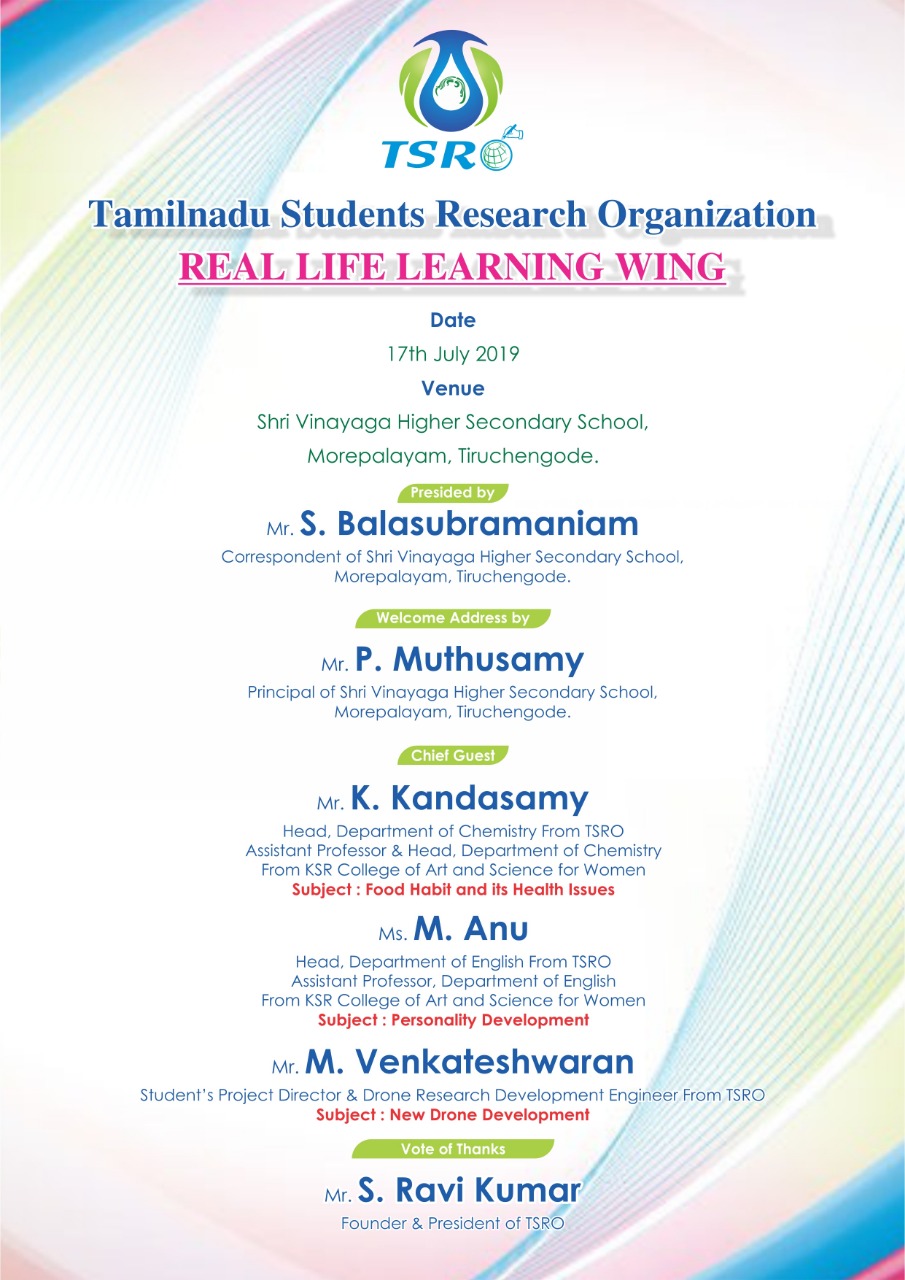 TSRO
Tamilnadu Students Research Organization
REAL LIFE LEARNING WING
Date
17th July 2019
Venue
Shri Vinayaga Higher Secondary School,
Morepalayam, Tiruchengode.
Presided by
Mr. S. Balasubramaniam
Correspondent of Shri Vinayaga Higher Secondary School,
Morepalayam, Tiruchengode.
Welcome Address by
Mr. P. Muthusamy
Principal of Shri Vinayaga Higher Secondary School,
Morepalayam, Tiruchengode.
Chief Guest
Mr. K. Kandasamy
Head, Department of Chemistry From TSRO
Assistant Professor & Head, Department of Chemistry
From KSR College of Art and Science for Women
Subject : Food Habit and its Health Issues
Ms. M. Anu
Head, Department of English From TSRO
Assistant Professor, Department of English
From KSR College of Art and Science for Women
Subject : Personality Development
Mr. M. Venkateshwaran
Student's Project Director & Drone Research Development Engineer From TSRO
Subject : New Drone Development
Vote of Thanks
Mr. S. Ravi Kumar
Founder & President of TSRO